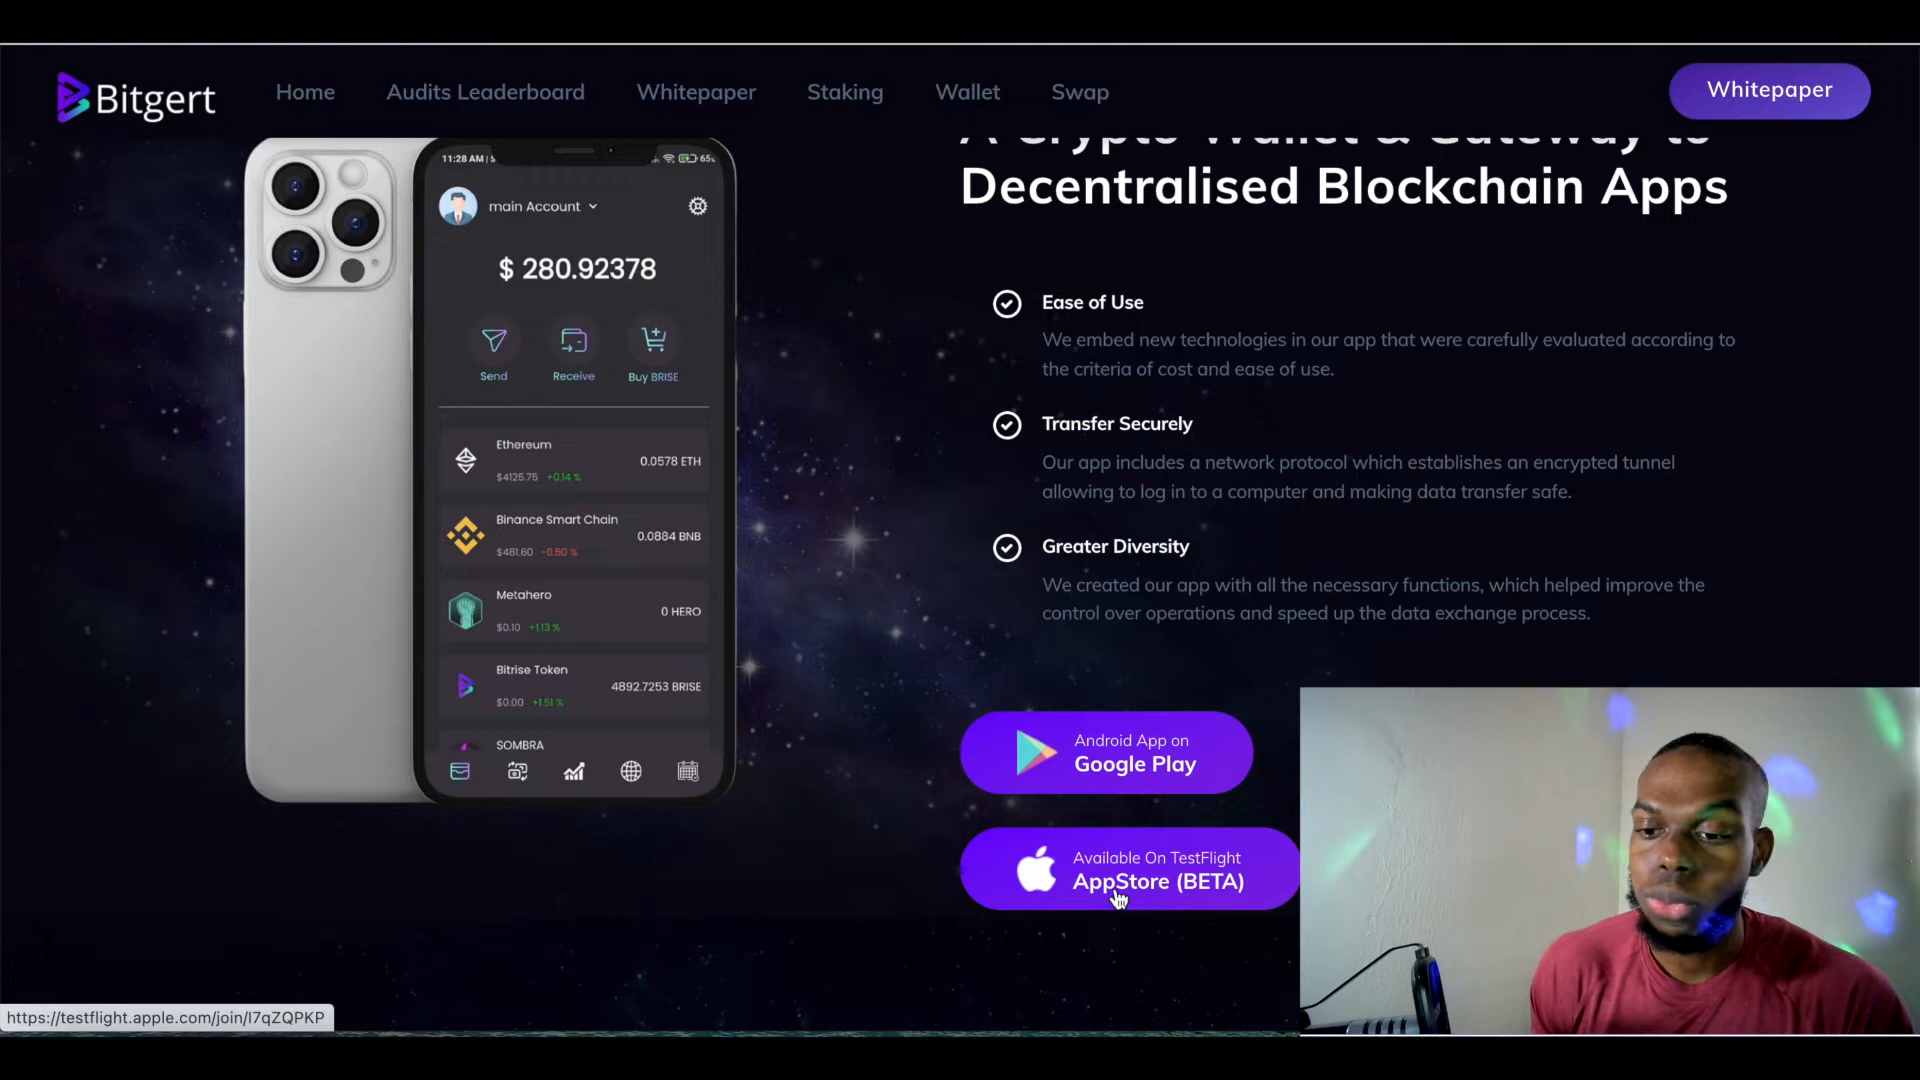 Bitgert
Home
Audits Leaderboard
Whitepaper
Staking
Wallet
Swap
Whitepaper
A Crypto Wallet & Gateway to
Decentralised Blockchain Apps
11:28 AM | 5
65%
main Account
$ 280.92378
Send
Receive
Buy BRISE
Ethereum
$4125.75 +0.14 %
0.0578 ETH
Binance Smart Chain
$481.60 -0.50 %
0.0884 BNB
Metahero
$0.10 +1.13 %
0 HERO
Bitrise Token
$0.00 +1.51 %
4892.7253 BRISE
SOMBRA
Ease of Use
We embed new technologies in our app that were carefully evaluated according to
the criteria of cost and ease of use.
Transfer Securely
Our app includes a network protocol which establishes an encrypted tunnel
allowing to log in to a computer and making data transfer safe.
Greater Diversity
We created our app with all the necessary functions, which helped improve the
control over operations and speed up the data exchange process.
Android App on
Google Play
Available On TestFlight
AppStore (BETA)
https://testflight.apple.com/join/I7qZQPKP